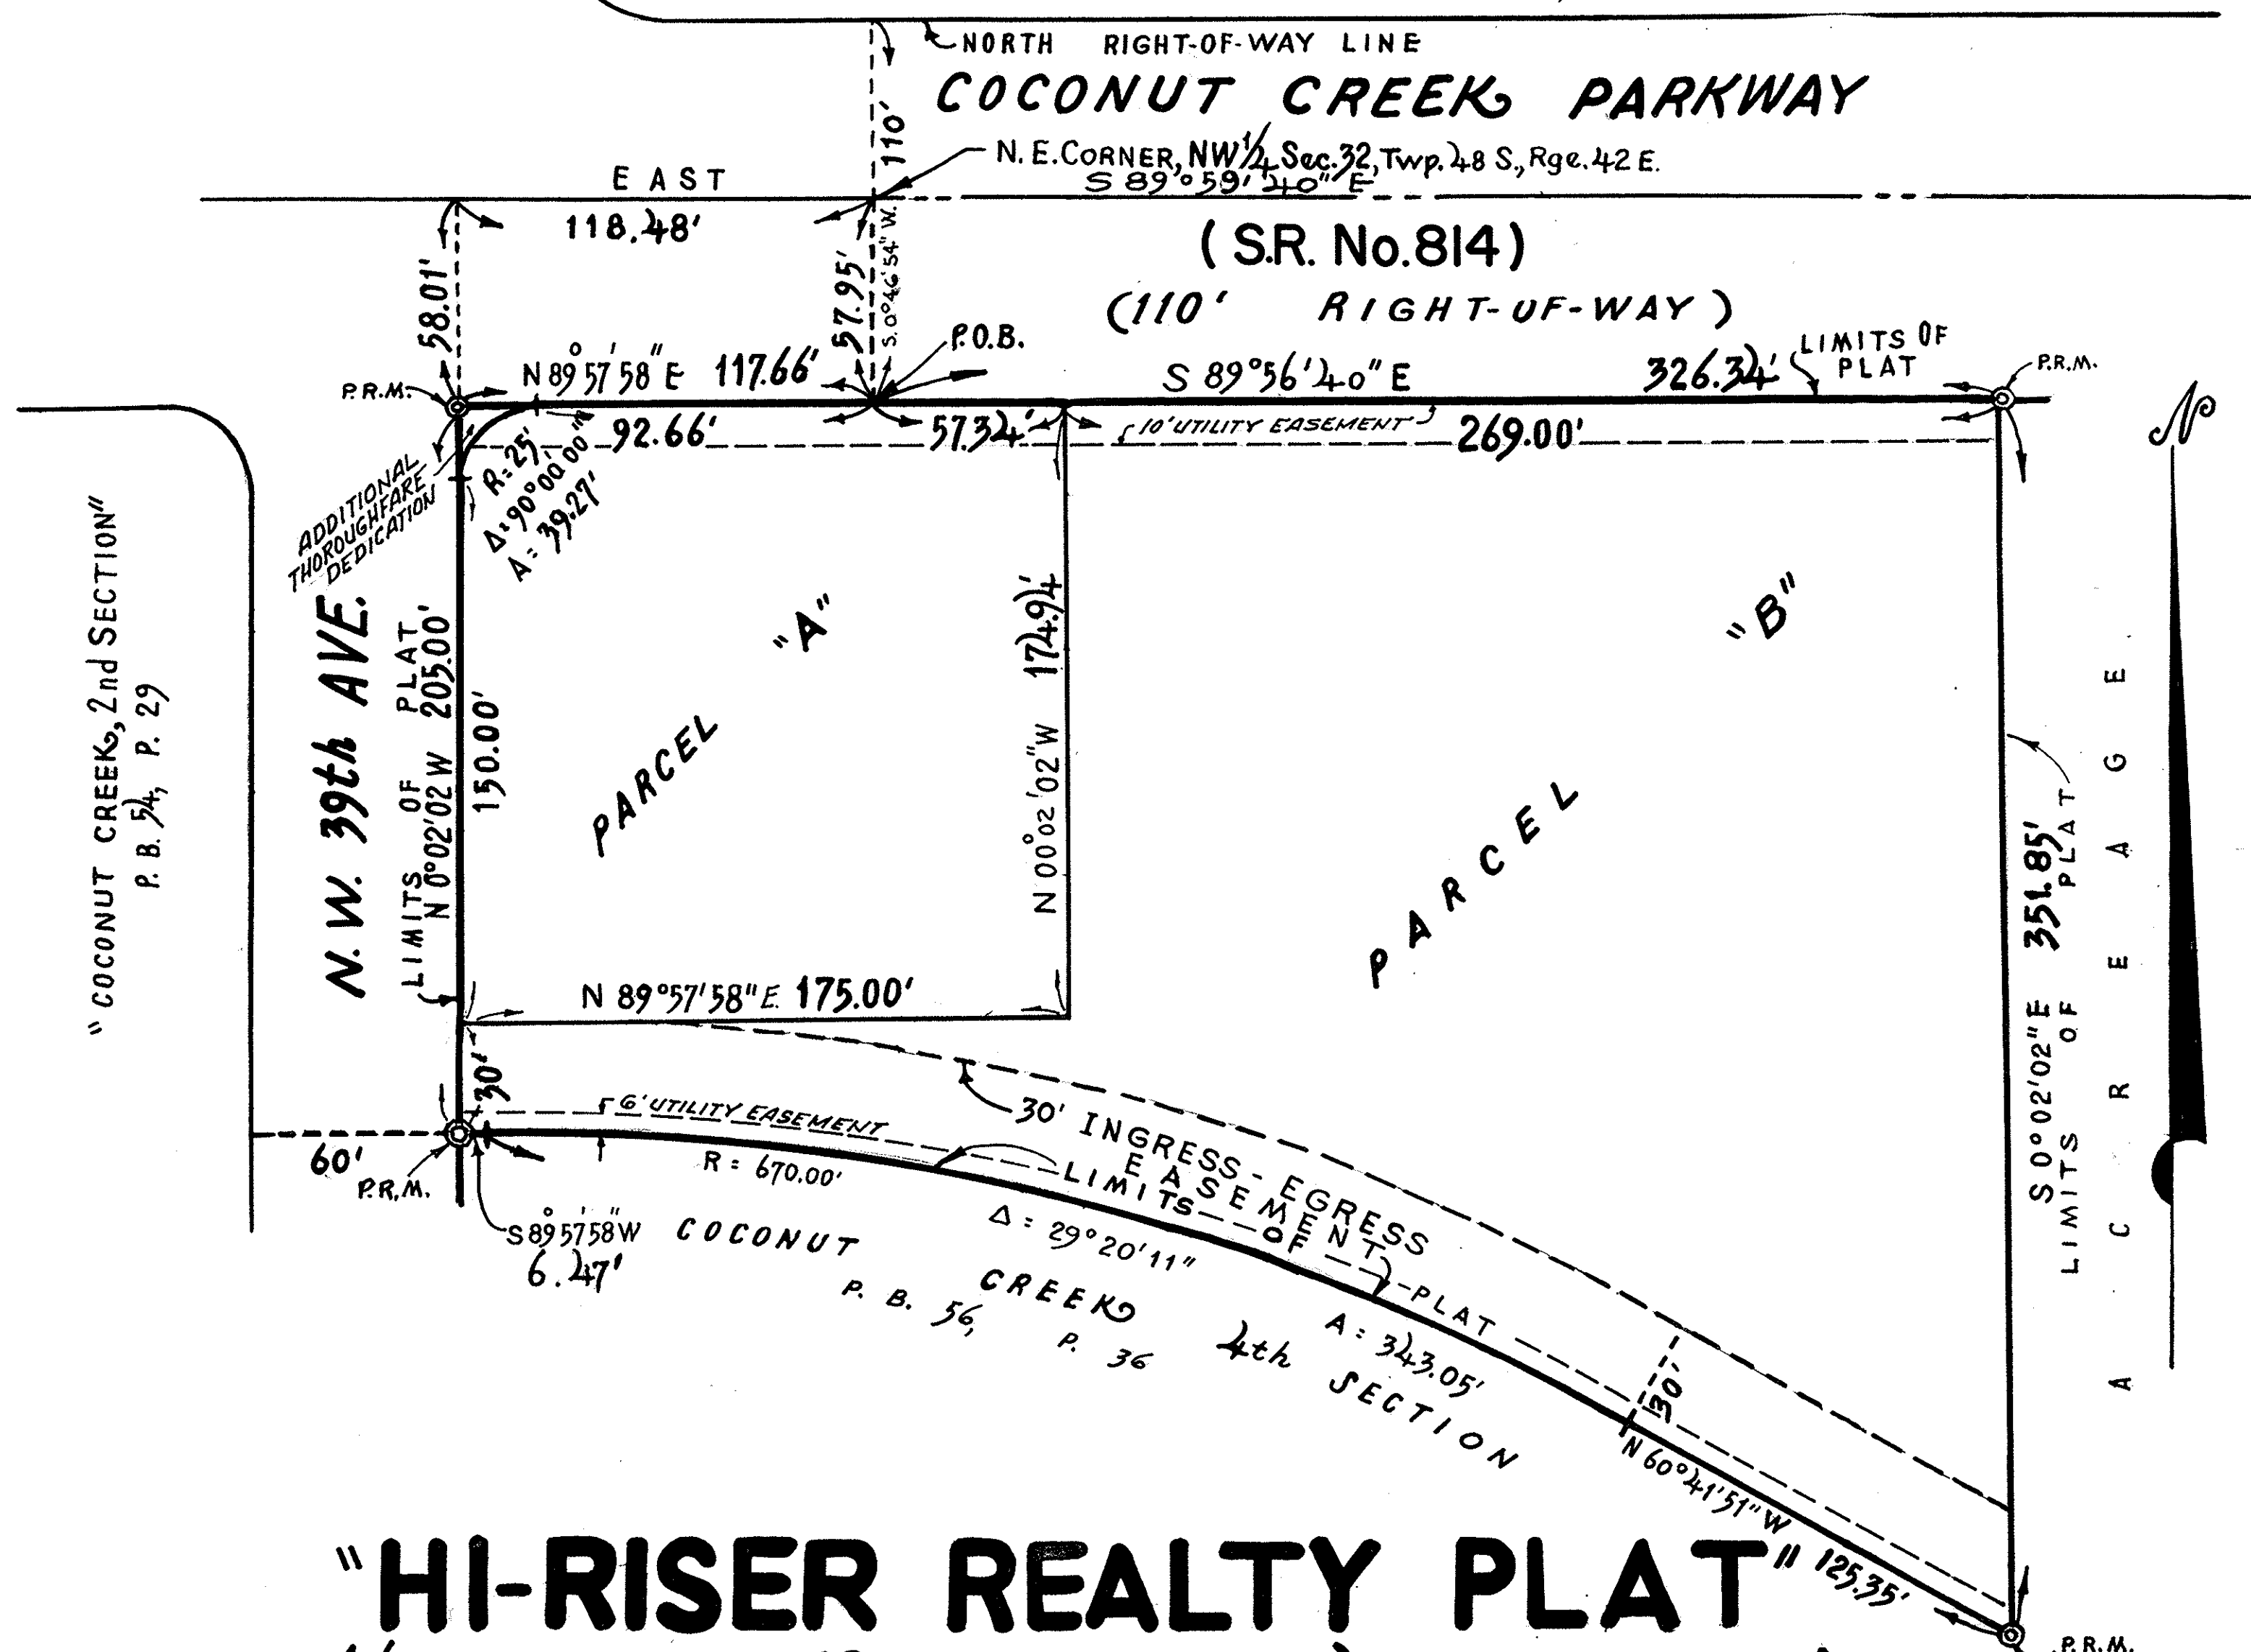 NORTH RIGHT-OF-WAY LINE
COCONUT CREEK PARKWAY
110'
N.E. CORNER, NW 1/4 Sec. 32, Twp. 48 S., Rge. 42 E.
S 89°59'40" E
EAST
118.48'
(S.R. No. 814)
(110' RIGHT-OF-WAY)
58.01'
57.95'
S. 0°46'54" W.
P.O.B.
LIMITS OF
PLAT
P.R.M.
N 89°57'58" E 117.66'
S 89°56'40" E 326.34'
P.R.M.
92.66'
57.34'
10' UTILITY EASEMENT
269.00'
R=25'
Δ=90°00'00"
A=39.27'
ADDITIONAL
THOROUGHFARE
DEDICATION
"COCONUT CREEK, 2nd SECTION"
P.B. 54, P. 29
N.W. 39th AVE.
LIMITS OF PLAT
N 0°02'02 W 205.00'
150.00'
PARCEL "A"
N 00°02'02"W 174.94'
PARCEL "B"
S 0°02'02"E 351.85'
LIMITS OF PLAT
ACREAGE
N
N 89°57'58" E. 175.00'
30'
6' UTILITY EASEMENT
60'
P.R.M.
R = 670.00'
S 89°57'58" W
6.47'
30' INGRESS - EGRESS
EASEMENT
LIMITS OF PLAT
Δ = 29°20'11"
A = 343.05'
COCONUT CREEK 4th SECTION
P. B. 56, P. 36
30'
N 60°41'51" W 125.35'
"HI-RISER REALTY PLAT"
P.R.M.